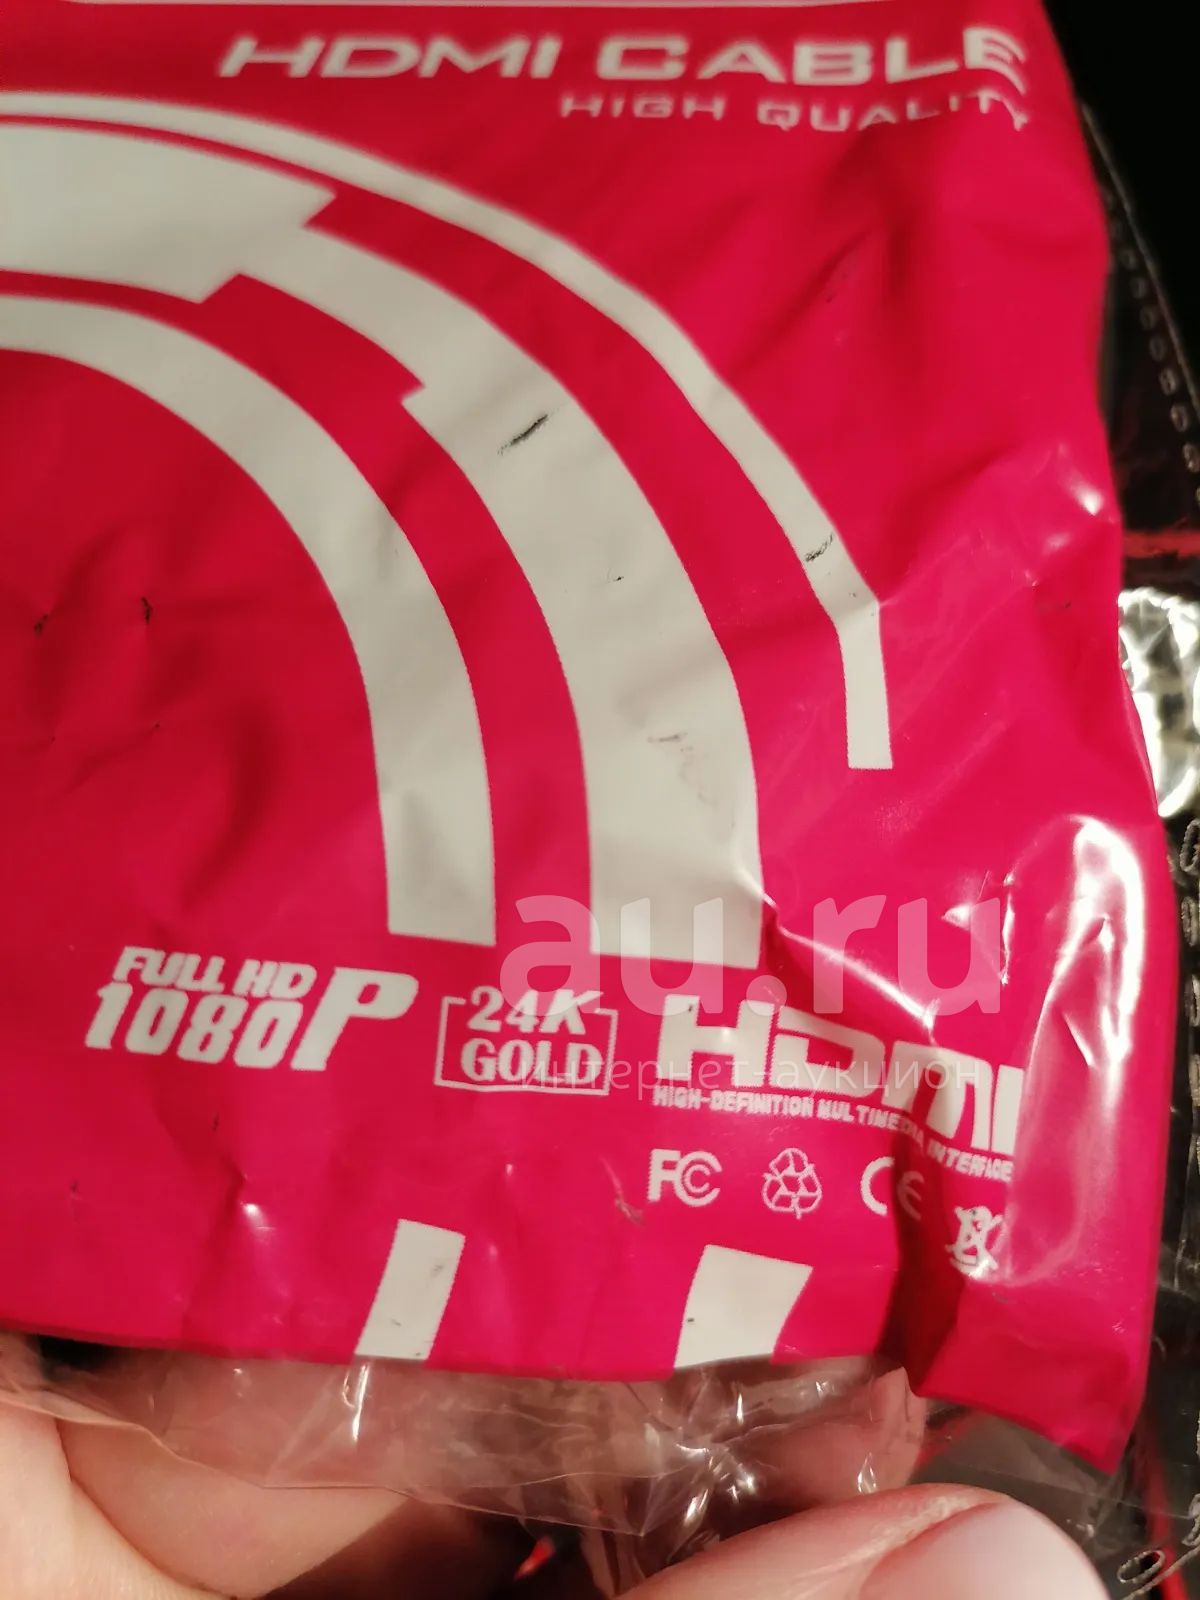 HDMI CABLE
HIGH QUALITY
au.ru
интернет-аукцион
FULL HD
1080P
24K
GOLD
HDMI
HIGH-DEFINITION MULTIMEDIA INTERFACE
FC
CE